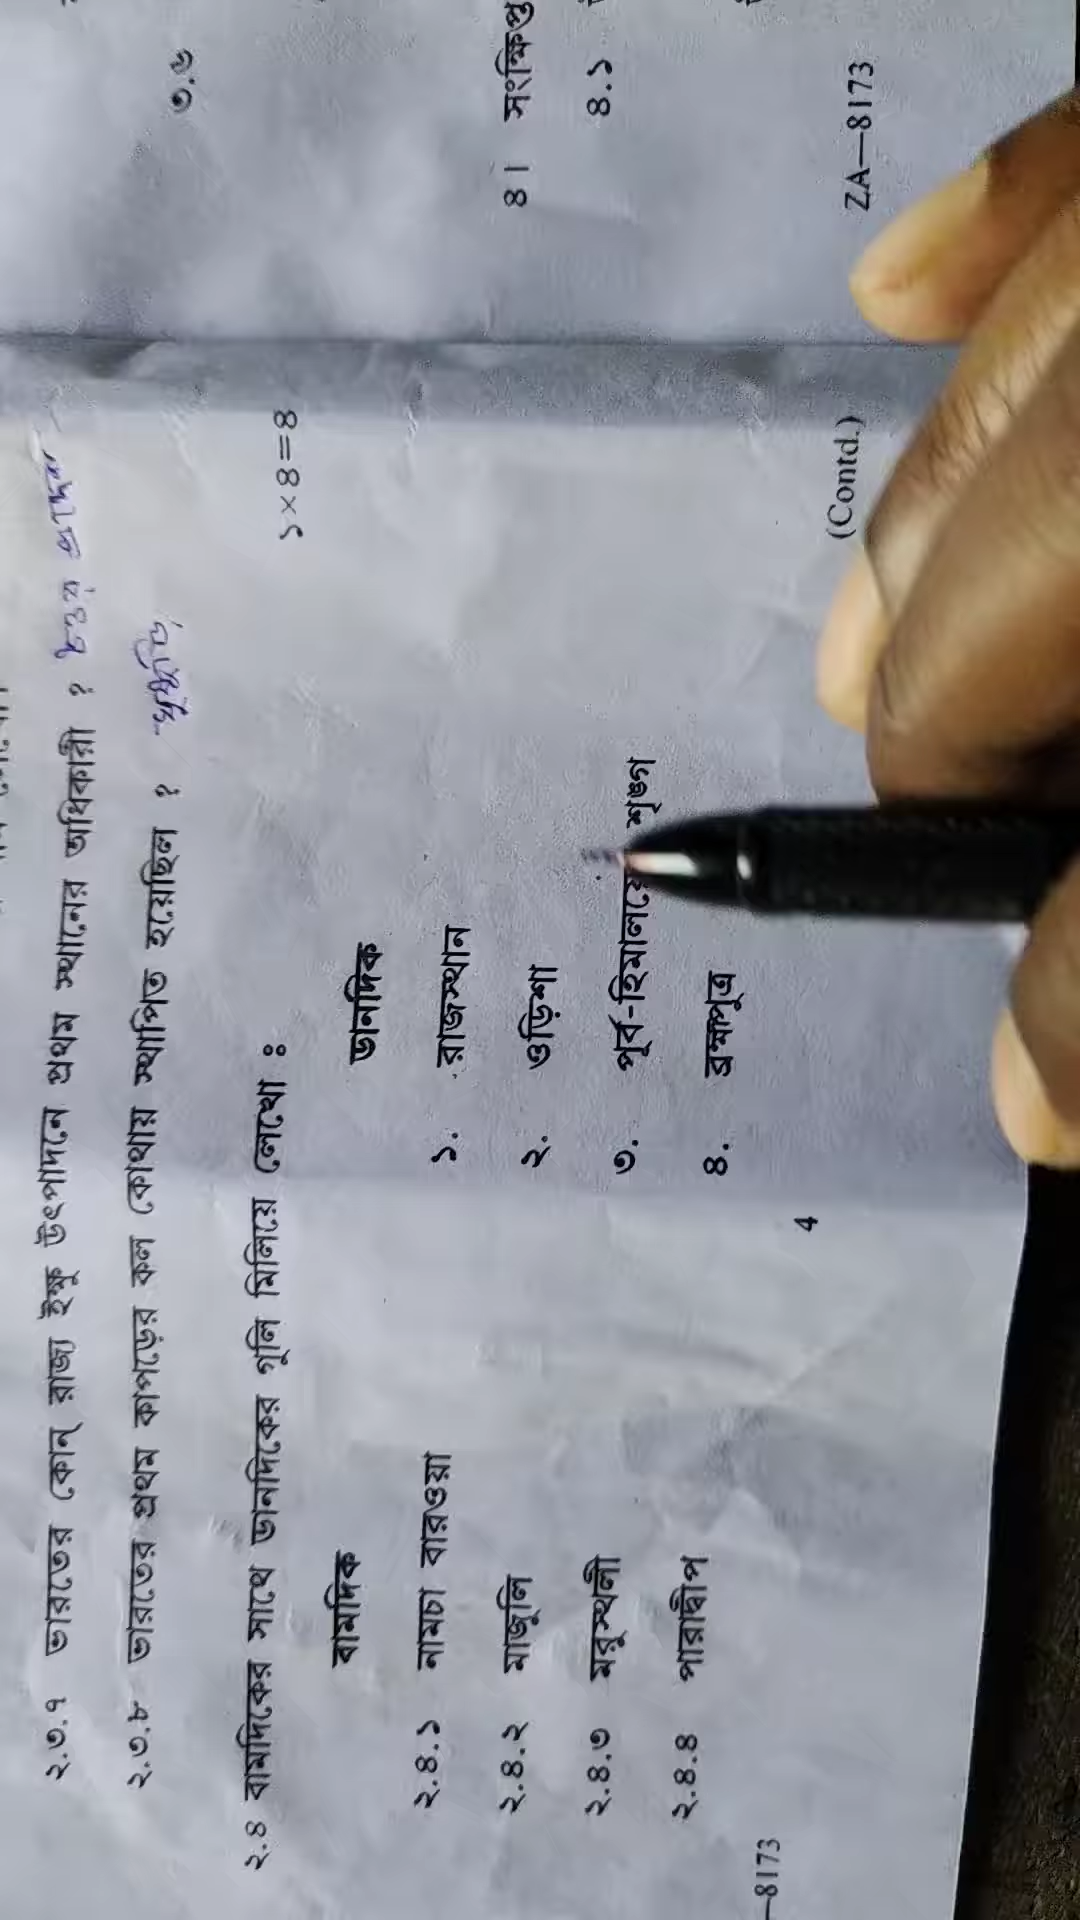 ২.৩.৭ ভারতের কোন্ রাজ্য ইক্ষু উৎপাদনে প্রথম স্থানের অধিকারী ? উত্তর প্রদেশ
২.৩.৮ ভারতের প্রথম কাপড়ের কল কোথায় স্থাপিত হয়েছিল ?
২.৪ বামদিকের সাথে ডানদিকের গুলি মিলিয়ে লেখো : ১×৪=৪
বামদিক ডানদিক
২.৪.১ নামচা বারওয়া ১. রাজস্থান
২.৪.২ মাজুলি ২. ওড়িশা
২.৪.৩ মরুস্থলী ৩. পূর্ব-হিমালয়ের শৃঙ্গ
২.৪.৪ পারাদ্বীপ ৪. ব্রহ্মপুত্র
—8173 4 (Contd.)
৩.৬
৪। সংক্ষিপ্ত
৪.১
ZA—8173